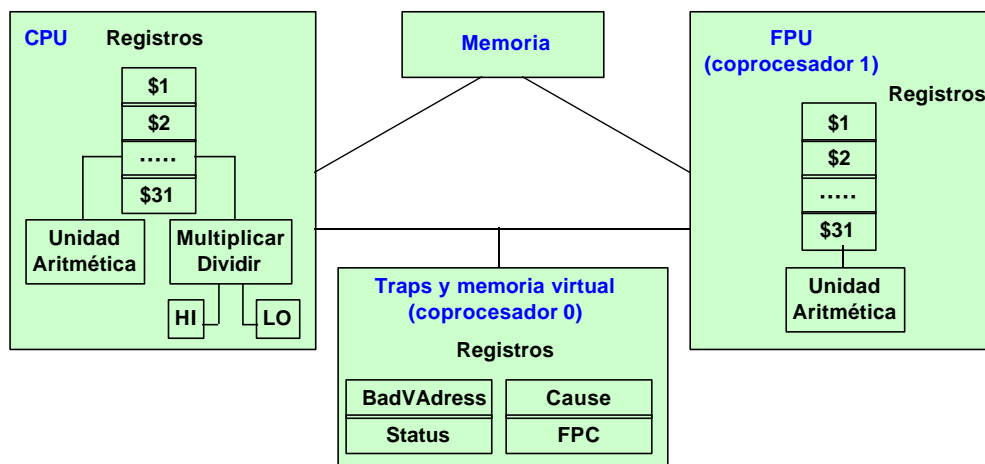 CPU Registros
$1
$2
.....
$31
Unidad
Aritmética
Multiplicar
Dividir
HI
LO
Memoria
FPU
(coprocesador 1)
Registros
$1
$2
.....
$31
Unidad
Aritmética
Traps y memoria virtual
(coprocesador 0)
Registros
BadVAdress
Cause
Status
FPC